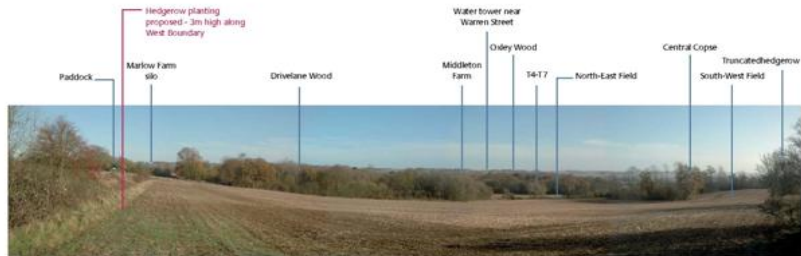 Hedgerow planting
proposed - 3m high along
West Boundary
Water tower near
Warren Street
Oxley Wood
Central Copse
Truncatedhedgerow
Paddock
Marlow Farm
silo
Drivelane Wood
Middleton
Farm
T4-T7
North-East Field
South-West Field